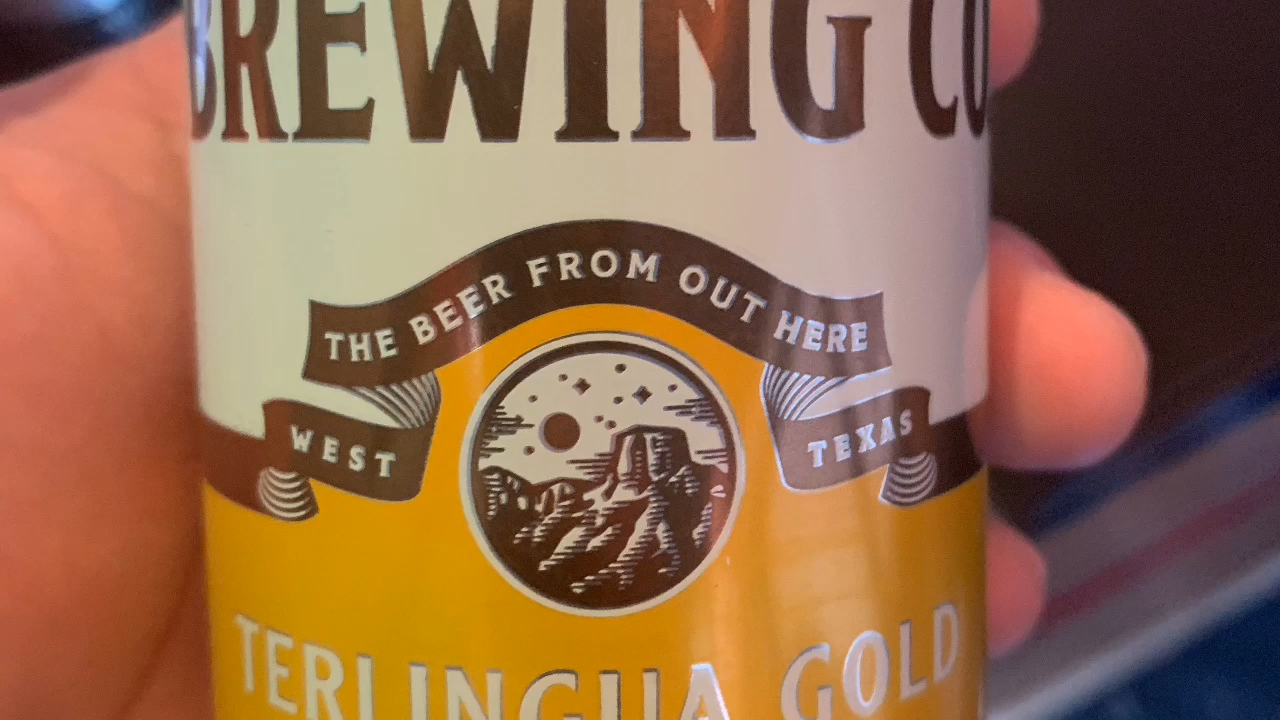 BREWING CO
THE BEER FROM OUT HERE
WEST TEXAS
TERLINGUA GOLD